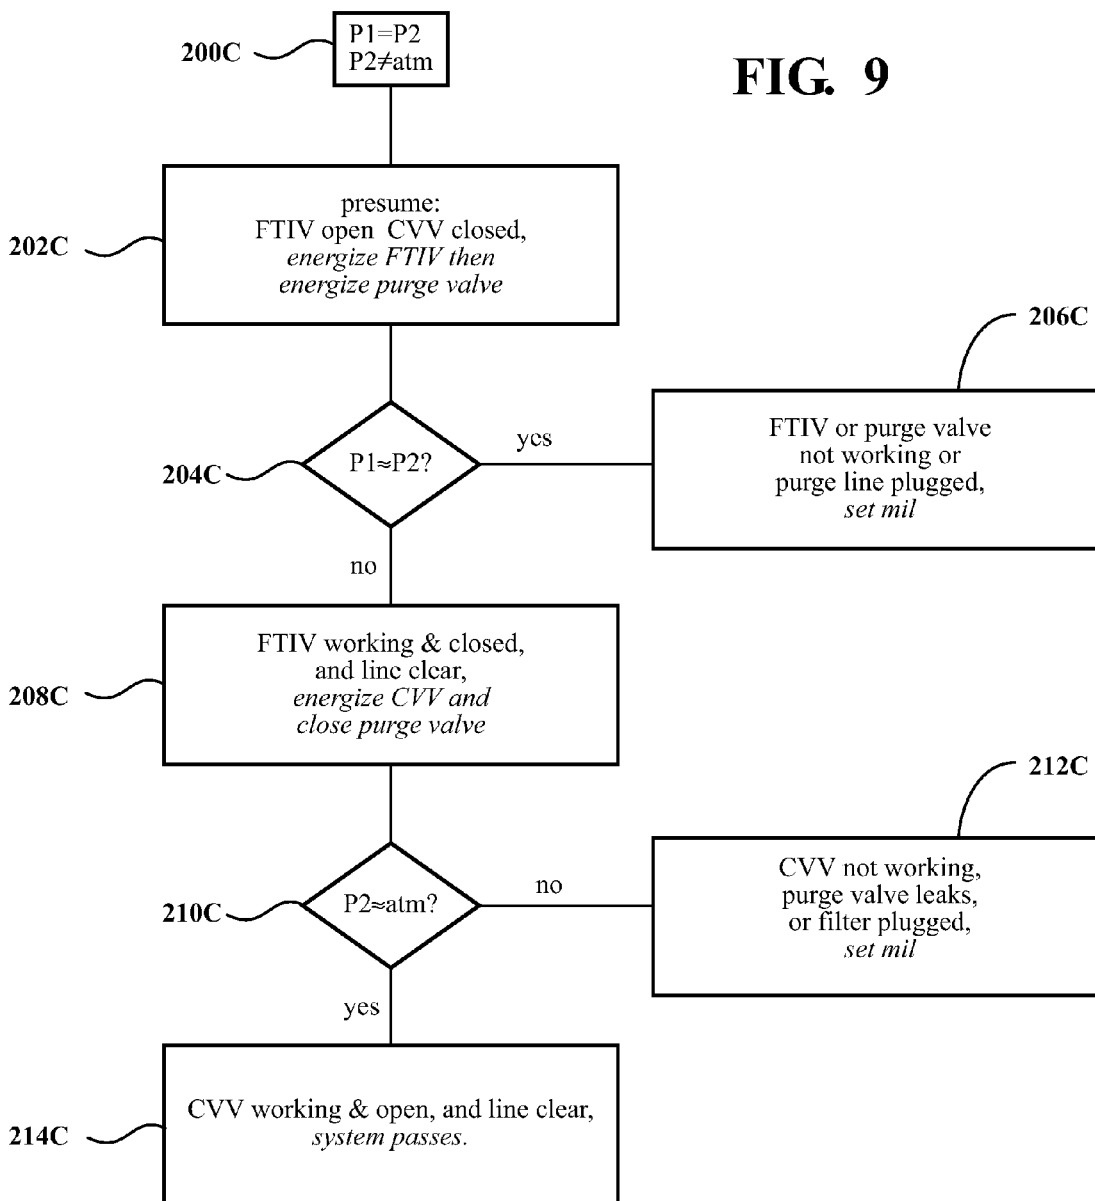 P1=P2
P2≠atm
200C
FIG. 9
presume:
FTIV open CVV closed,
energize FTIV then
energize purge valve
202C
206C
P1≈P2?
204C
yes
FTIV or purge valve
not working or
purge line plugged,
set mil
no
FTIV working & closed,
and line clear,
energize CVV and
close purge valve
208C
212C
P2≈atm?
210C
no
CVV not working,
purge valve leaks,
or filter plugged,
set mil
yes
CVV working & open, and line clear,
system passes.
214C